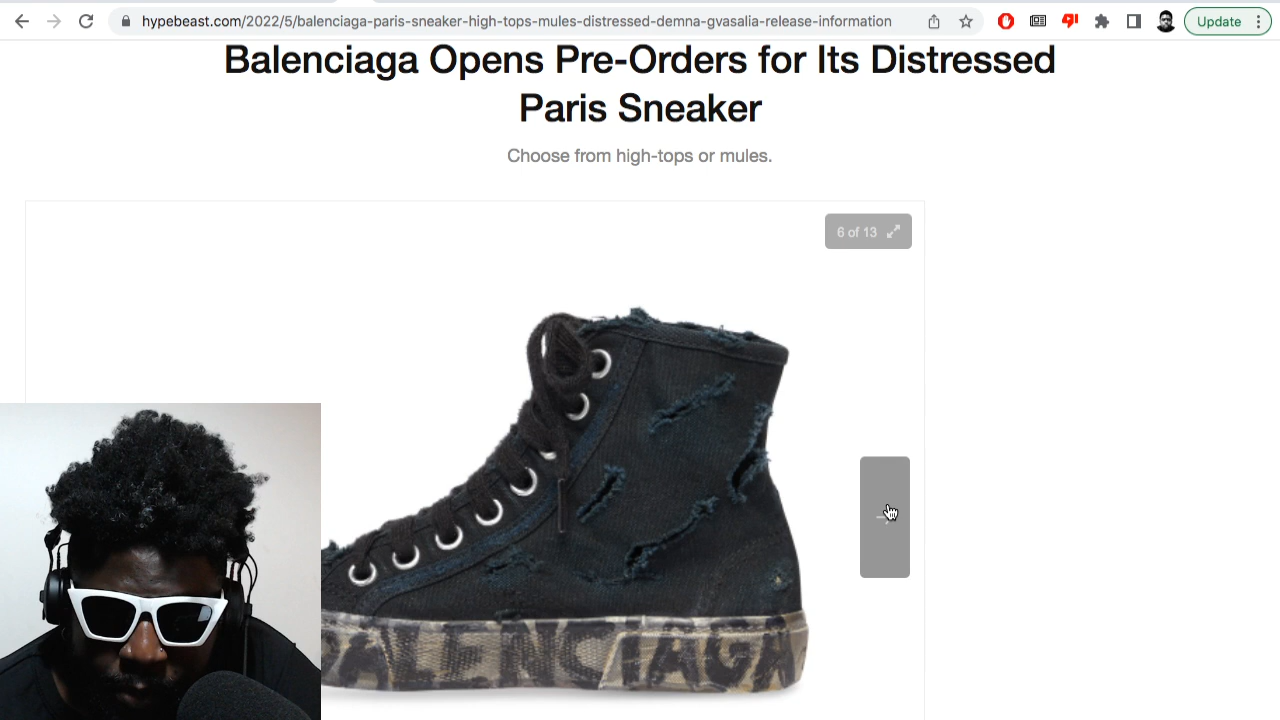 hypebeast.com/2022/5/balenciaga-paris-sneaker-high-tops-mules-distressed-demna-gvasalia-release-information
Update
Balenciaga Opens Pre-Orders for Its Distressed
Paris Sneaker
Choose from high-tops or mules.
6 of 13
BALENCIAGA